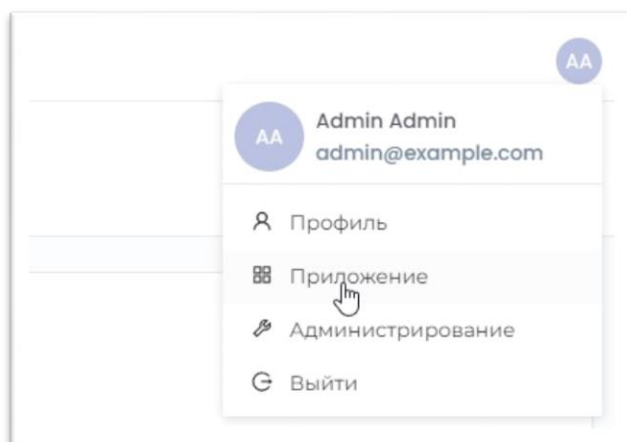 AA
AA
Admin Admin
admin@example.com
Профиль
Приложение
Администрирование
Выйти